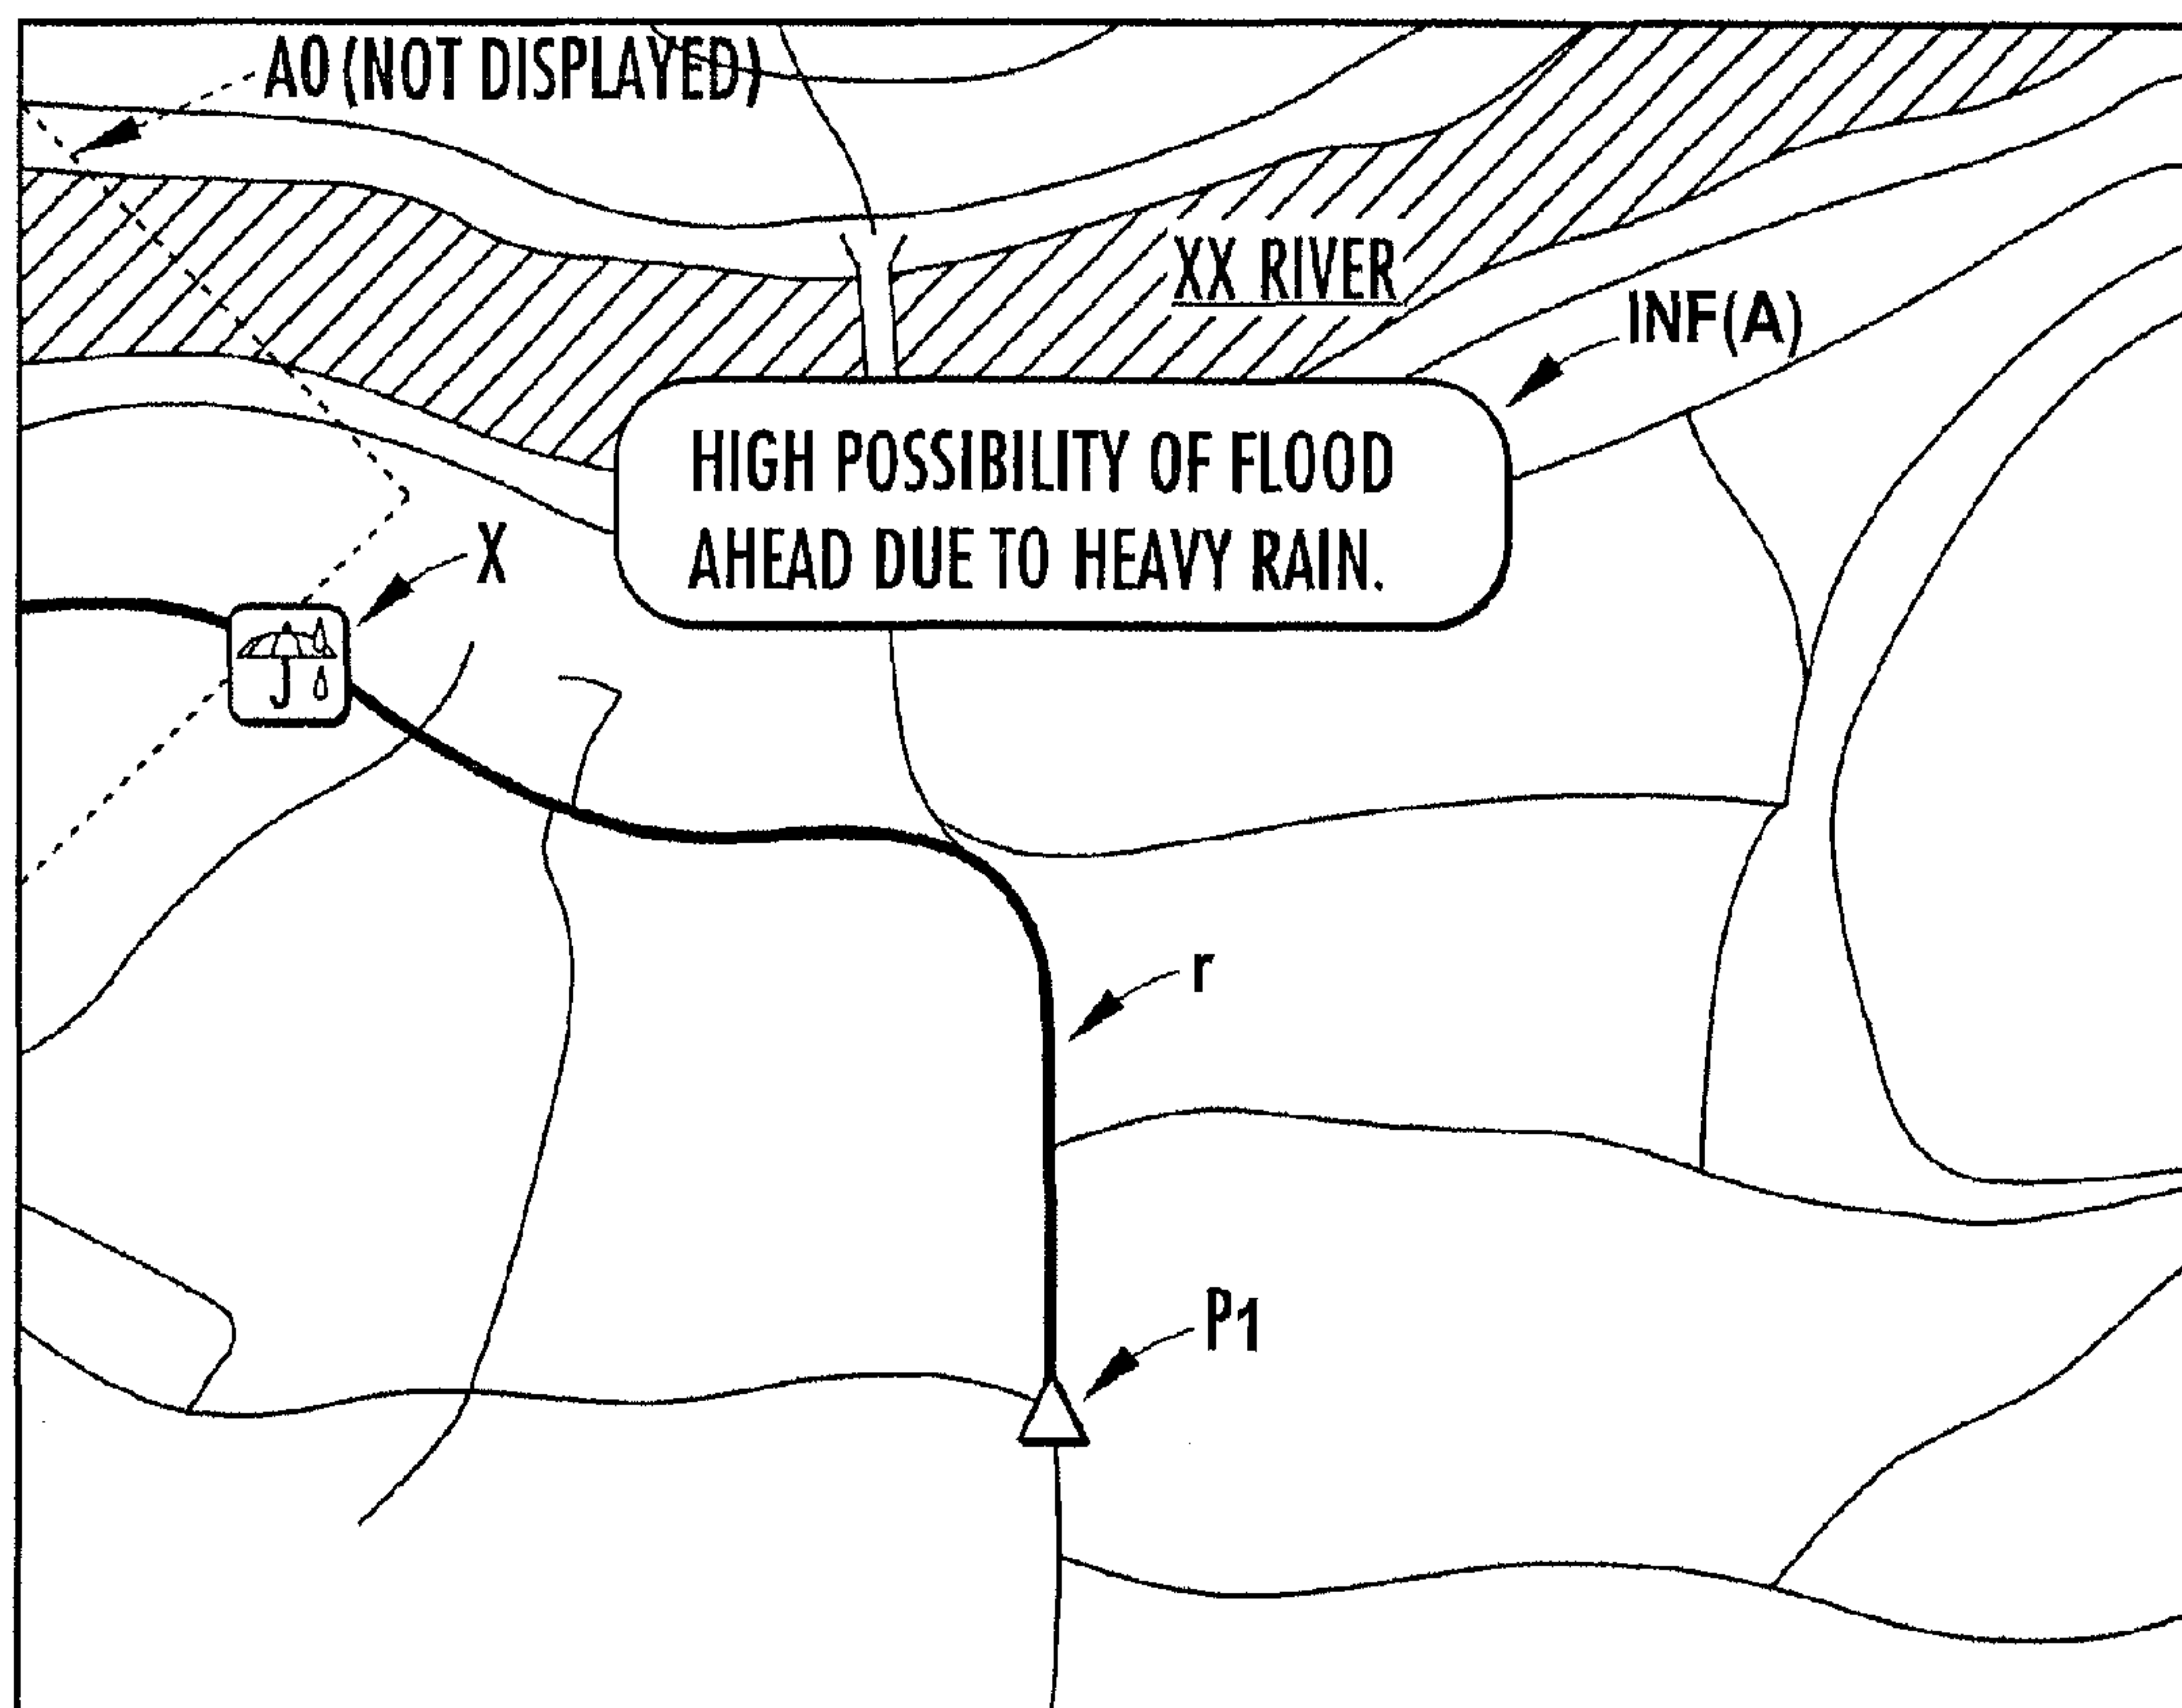 A0 (NOT DISPLAYED)
XX RIVER
INF(A)
HIGH POSSIBILITY OF FLOOD
AHEAD DUE TO HEAVY RAIN.
X
r
P1